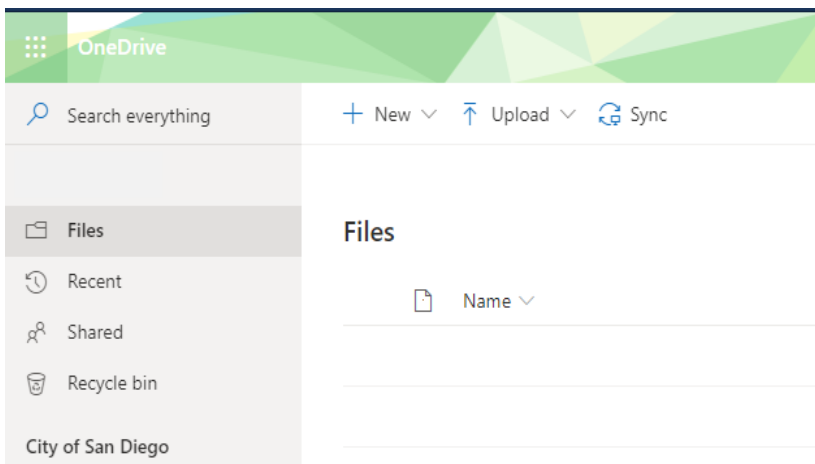 OneDrive
Search everything
New
Upload
Sync
Files
Recent
Shared
Recycle bin
City of San Diego
Files
Name